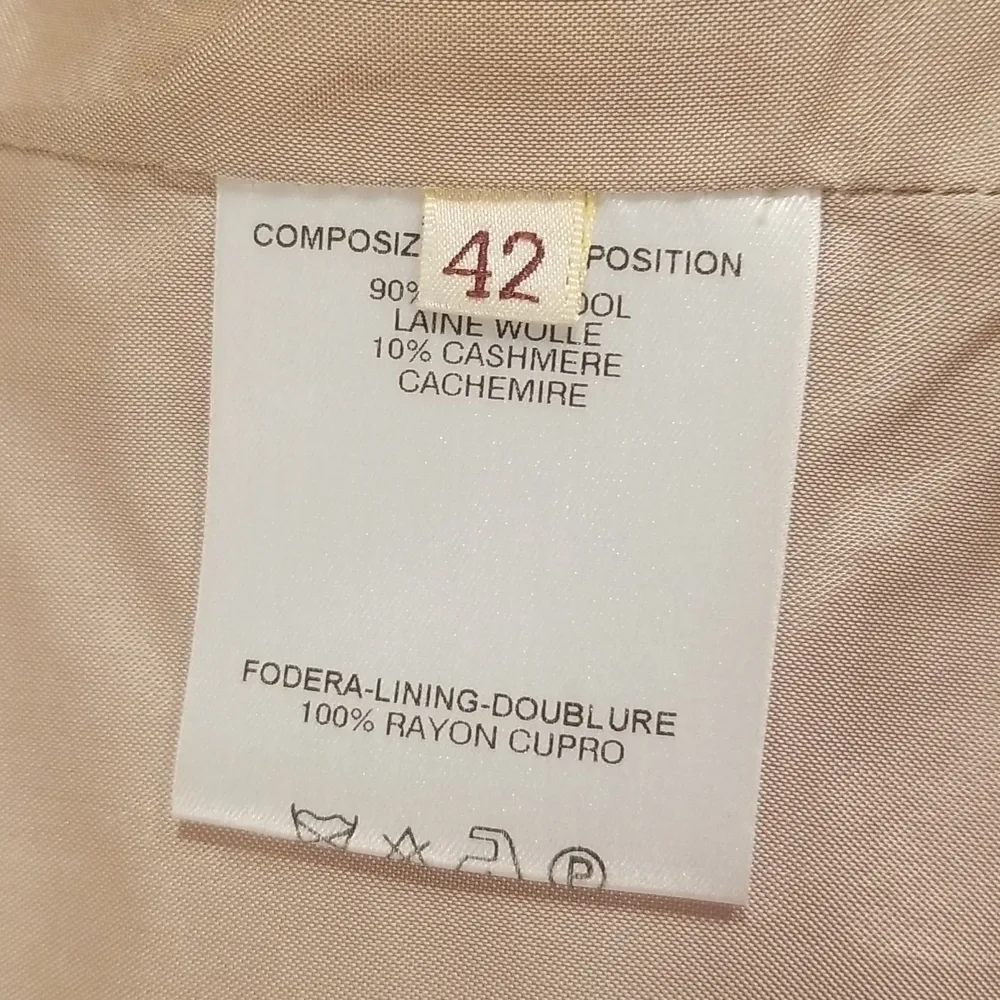 42
COMPOSIZ POSITION
90% OOL
LAINE WOLLE
10% CASHMERE
CACHEMIRE
FODERA-LINING-DOUBLURE
100% RAYON CUPRO
P